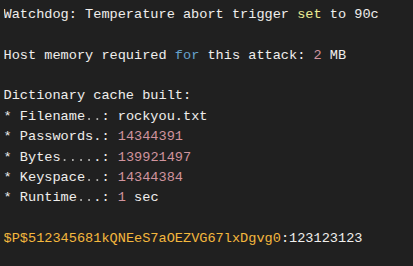 Watchdog: Temperature abort trigger set to 90c
Host memory required for this attack: 2 MB
Dictionary cache built:
* Filename..: rockyou.txt
* Passwords.: 14344391
* Bytes.....: 139921497
* Keyspace..: 14344384
* Runtime...: 1 sec
$P$512345681kQNEeS7aOEZVG67lxDgvg0:123123123